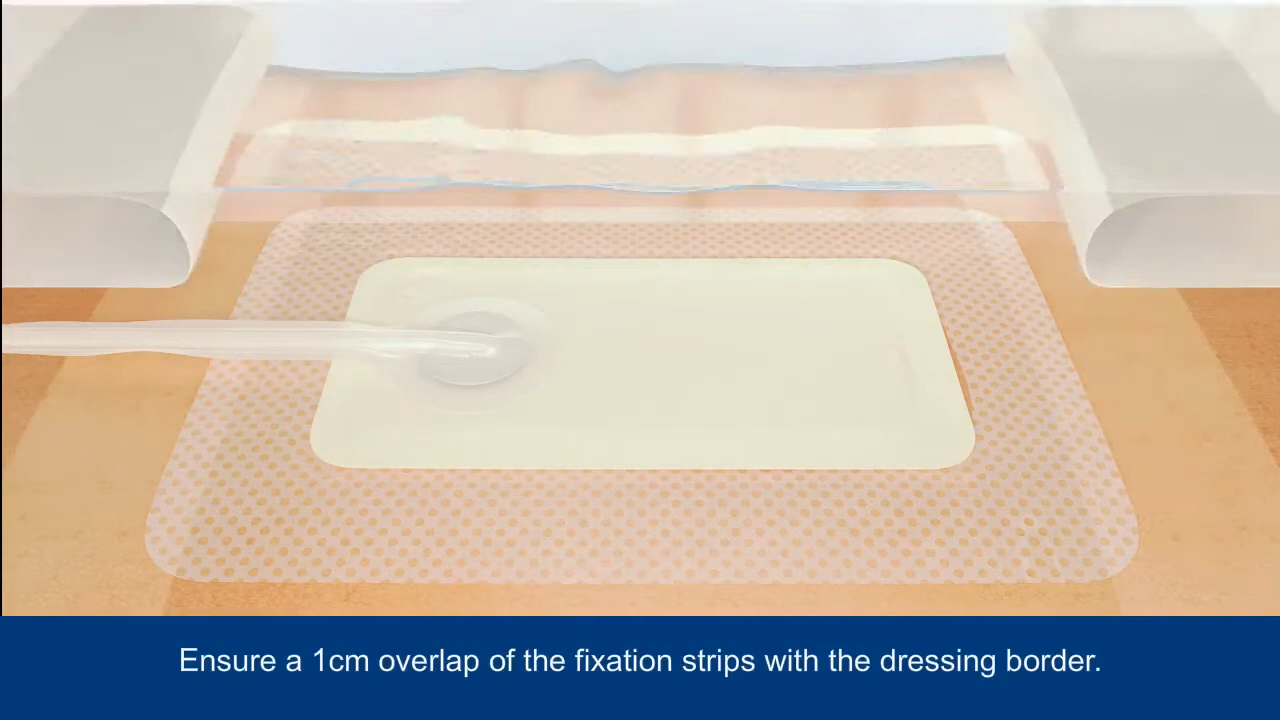 Ensure a 1cm overlap of the fixation strips with the dressing border.